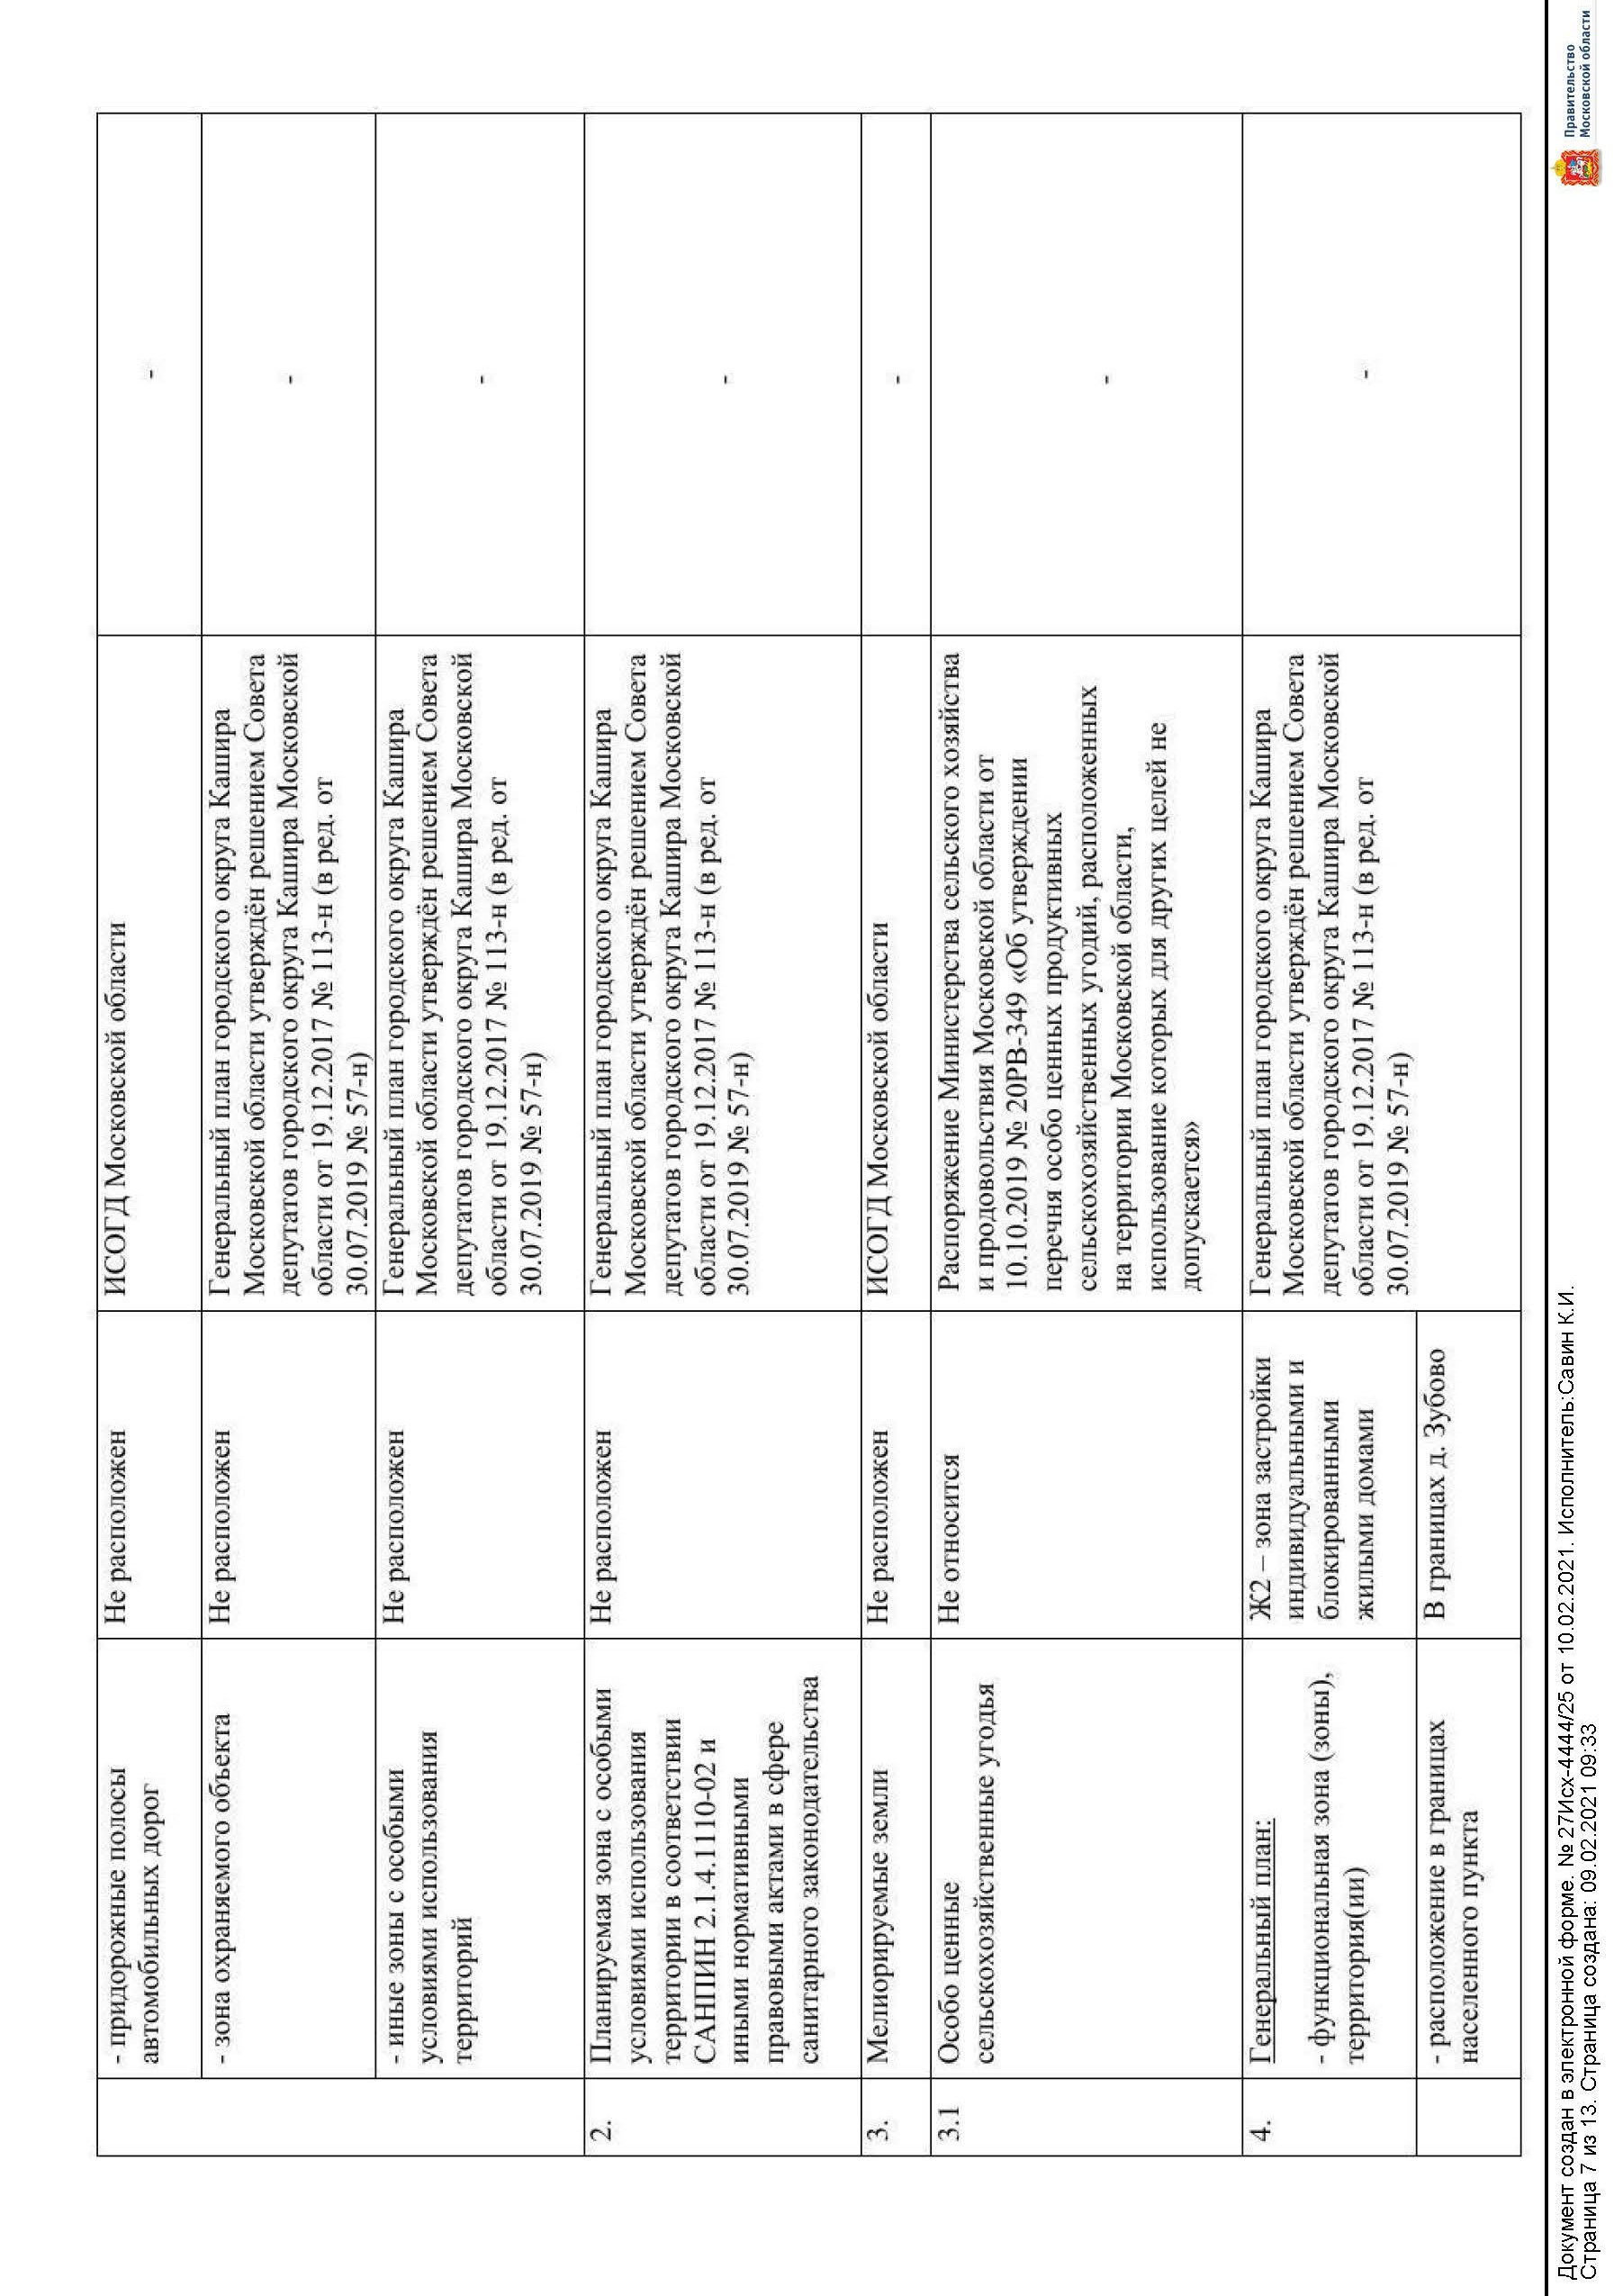 - придорожные полосы
автомобильных дорог
Не расположен
ИСОГД Московской области
-
- зона охраняемого объекта
Не расположен
Генеральный план городского округа Кашира
Московской области утверждён решением Совета
депутатов городского округа Кашира Московской
области от 19.12.2017 № 113-н (в ред. от
30.07.2019 № 57-н)
-
- иные зоны с особыми
условиями использования
территорий
Не расположен
Генеральный план городского округа Кашира
Московской области утверждён решением Совета
депутатов городского округа Кашира Московской
области от 19.12.2017 № 113-н (в ред. от
30.07.2019 № 57-н)
-
2.
Планируемая зона с особыми
условиями использования
территории в соответствии
САНПИН 2.1.4.1110-02 и
иными нормативными
правовыми актами в сфере
санитарного законодательства
Не расположен
Генеральный план городского округа Кашира
Московской области утверждён решением Совета
депутатов городского округа Кашира Московской
области от 19.12.2017 № 113-н (в ред. от
30.07.2019 № 57-н)
-
3.
Мелиорируемые земли
Не расположен
ИСОГД Московской области
-
3.1
Особо ценные
сельскохозяйственные угодья
Не относится
Распоряжение Министерства сельского хозяйства
и продовольствия Московской области от
10.10.2019 № 20РВ-349 «Об утверждении
перечня особо ценных продуктивных
сельскохозяйственных угодий, расположенных
на территории Московской области,
использование которых для других целей не
допускается»
-
4.
Генеральный план:
- функциональная зона (зоны),
территория(ии)
Ж2 – зона застройки
индивидуальными и
блокированными
жилыми домами
Генеральный план городского округа Кашира
Московской области утверждён решением Совета
депутатов городского округа Кашира Московской
области от 19.12.2017 № 113-н (в ред. от
30.07.2019 № 57-н)
-
- расположение в границах
населенного пункта
В границах д. Зубово
Документ создан в электронной форме. № 27Исх-4444/25 от 10.02.2021. Исполнитель:Савин К.И.
Страница 7 из 13. Страница создана: 09.02.2021 09:33
Правительство
Московской области